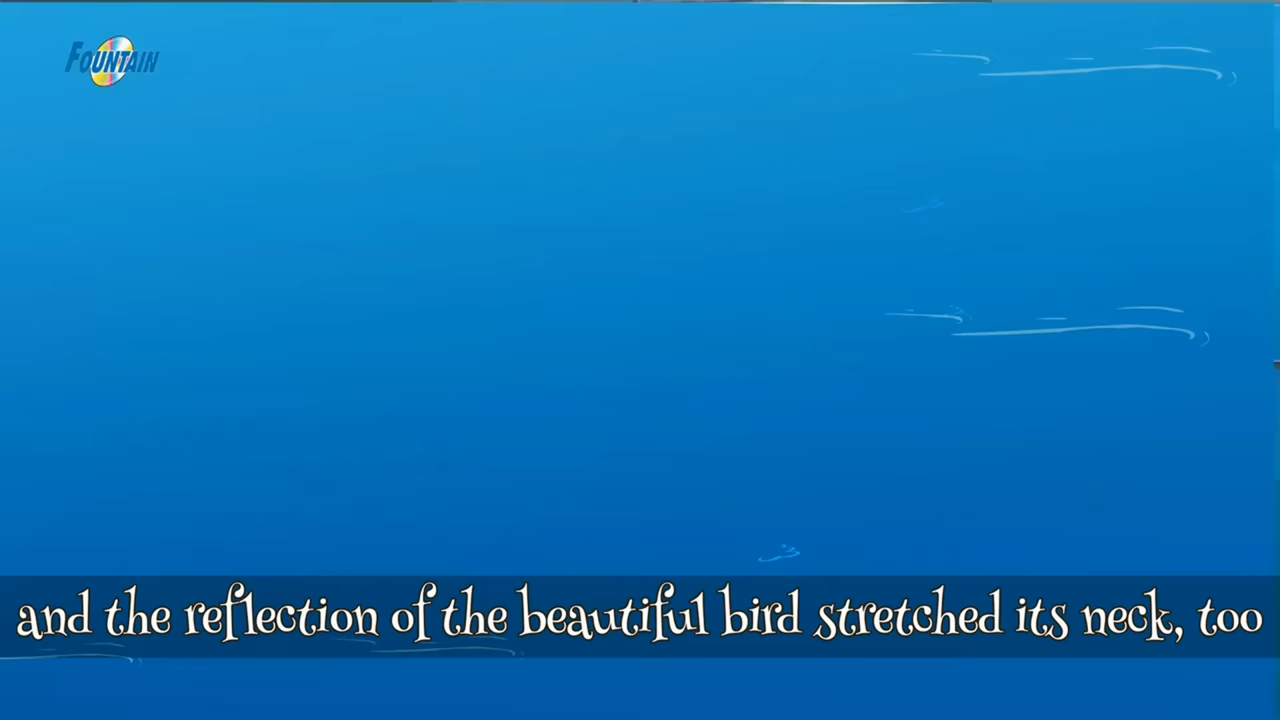 FOUNTAIN
and the reflection of the beautiful bird stretched its neck, too